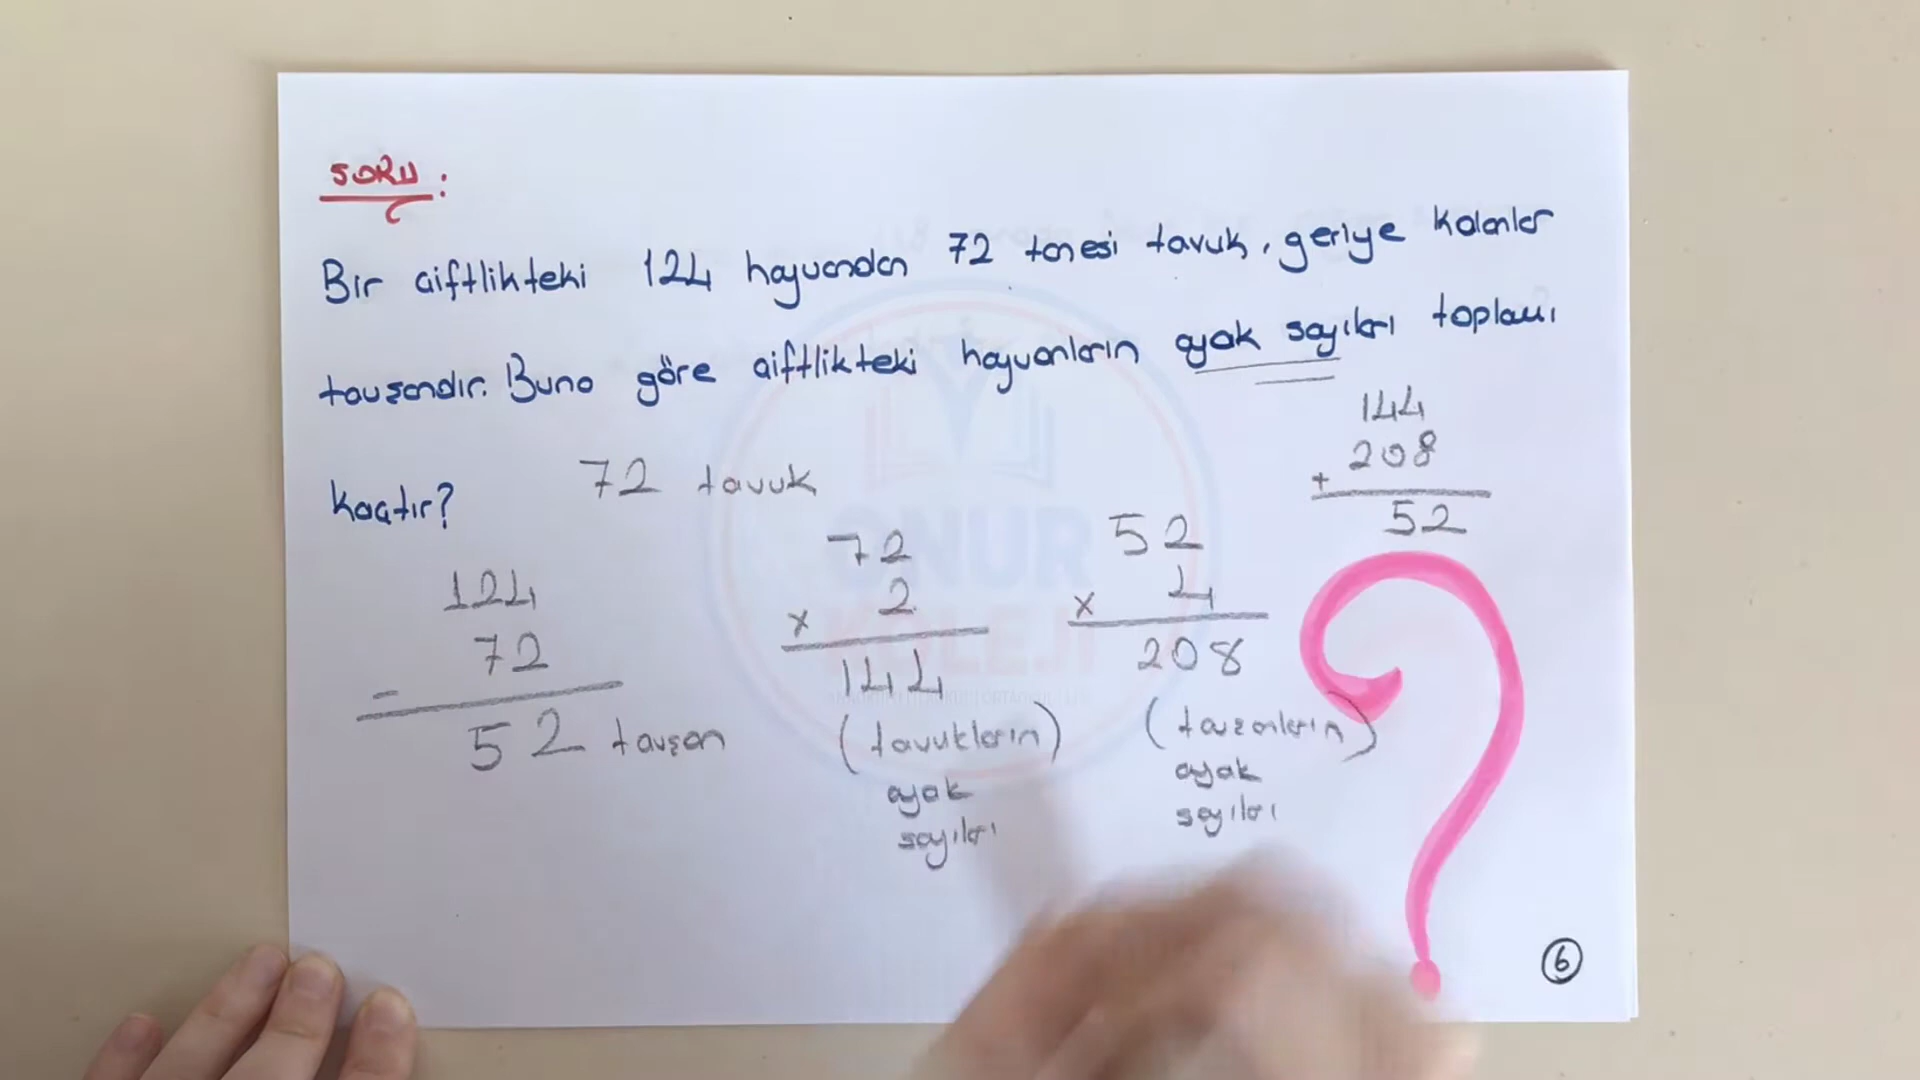 SORU:
Bir çiftlikteki 124 hayvandan 72 tanesi tavuk, geriye kalanlar
tavşandır. Buna göre çiftlikteki hayvanların ayak sayıları toplamı
kaçtır?
72 tavuk
124
72
-
52 tavşan
72
x 2
144
(tavukların)
ayak
sayıları
52
x 4
208
(tavşanların)
ayak
sayıları
144
208
+
52
6
ONUR
KOLEJİ